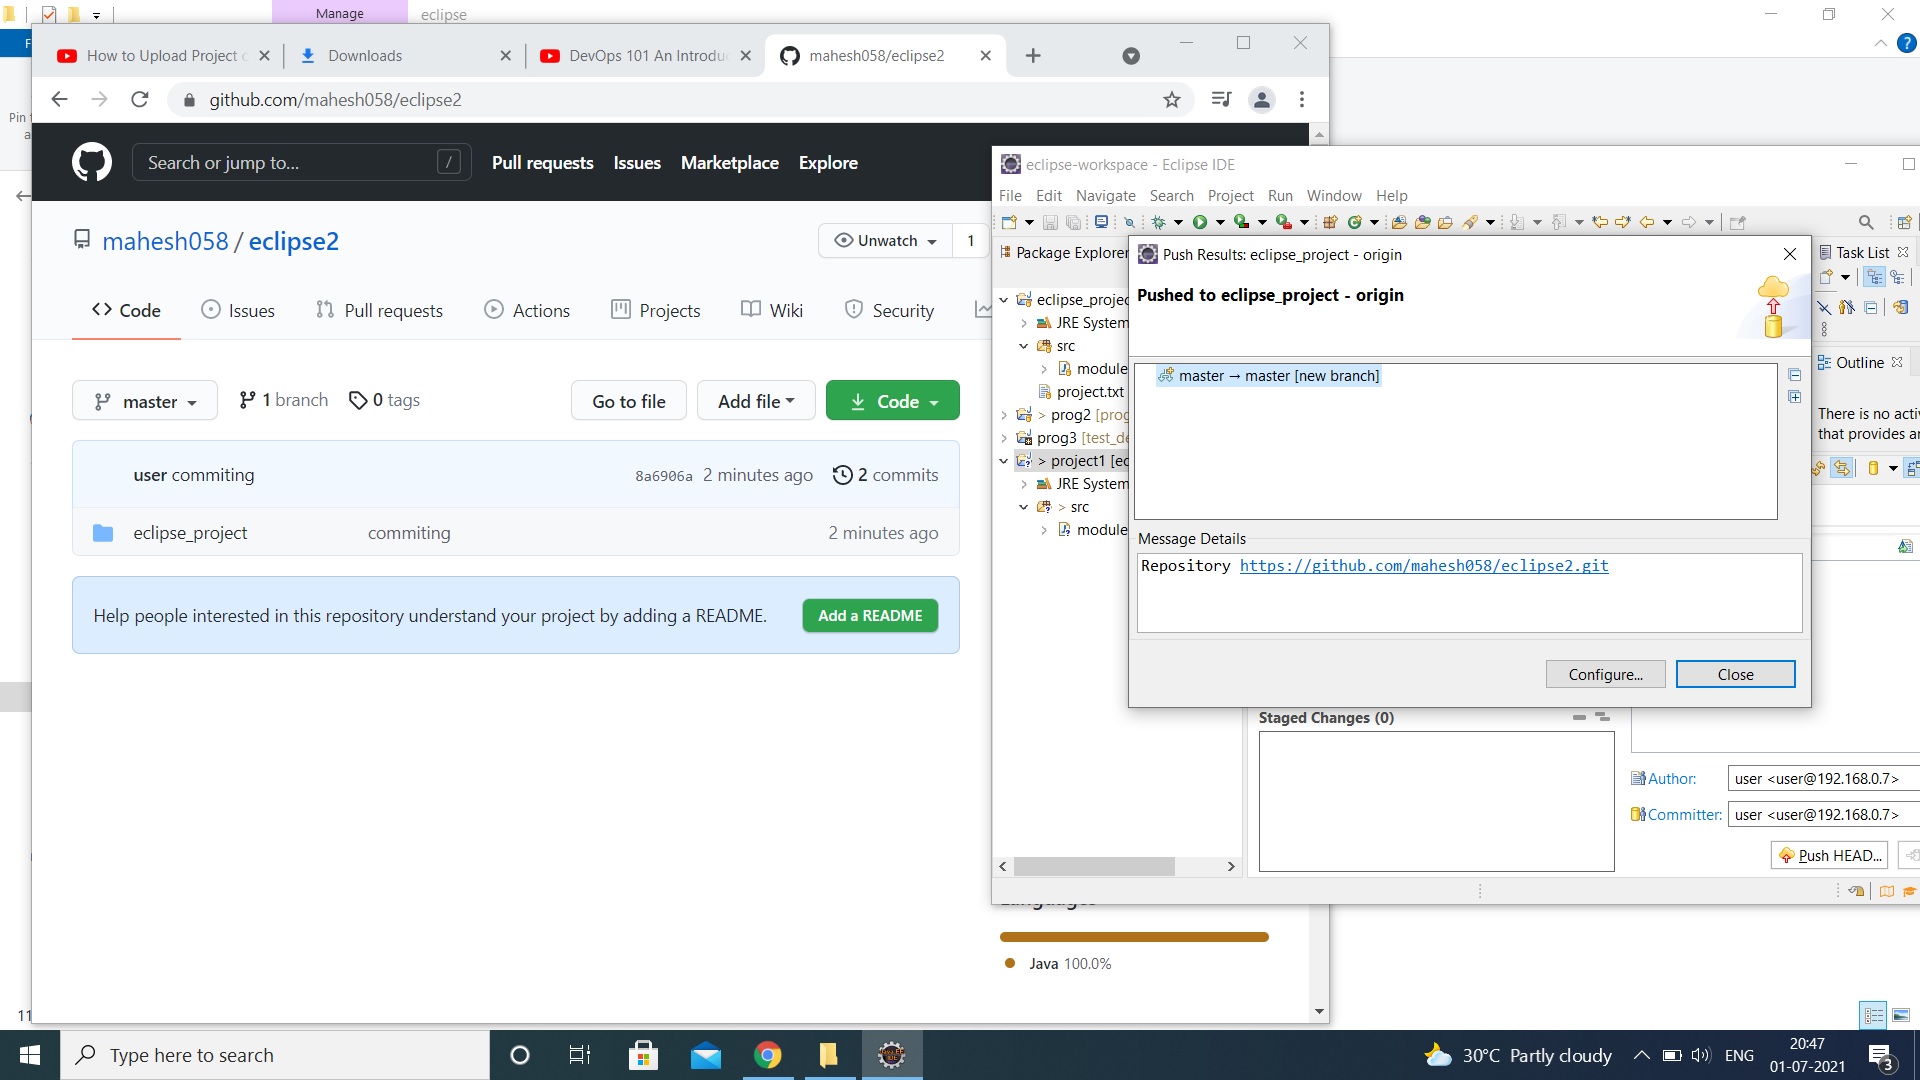 Manage
eclipse
How to Upload Project
Downloads
DevOps 101 An Introdu
mahesh058/eclipse2
github.com/mahesh058/eclipse2
Search or jump to...
/
Pull requests
Issues
Marketplace
Explore
mahesh058 / eclipse2
Unwatch
1
Code
Issues
Pull requests
Actions
Projects
Wiki
Security
master
1 branch
0 tags
Go to file
Add file
Code
user commiting
8a6906a 2 minutes ago
2 commits
eclipse_project
commiting
2 minutes ago
Help people interested in this repository understand your project by adding a README.
Add a README
Java 100.0%
eclipse-workspace - Eclipse IDE
File Edit Navigate Search Project Run Window Help
Package Explorer
eclipse_projec
JRE System
src
module
project.txt
> prog2 [prog
prog3 [test_de
> project1 [ec
JRE System
> src
module
Push Results: eclipse_project - origin
Pushed to eclipse_project - origin
master → master [new branch]
Message Details
Repository https://github.com/mahesh058/eclipse2.git
Configure...
Close
Task List
Outline
There is no activ
that provides an
Staged Changes (0)
Author:
user <user@192.168.0.7>
Committer:
user <user@192.168.0.7>
Push HEAD...
Type here to search
30°C Partly cloudy
ENG
20:47
01-07-2021
3